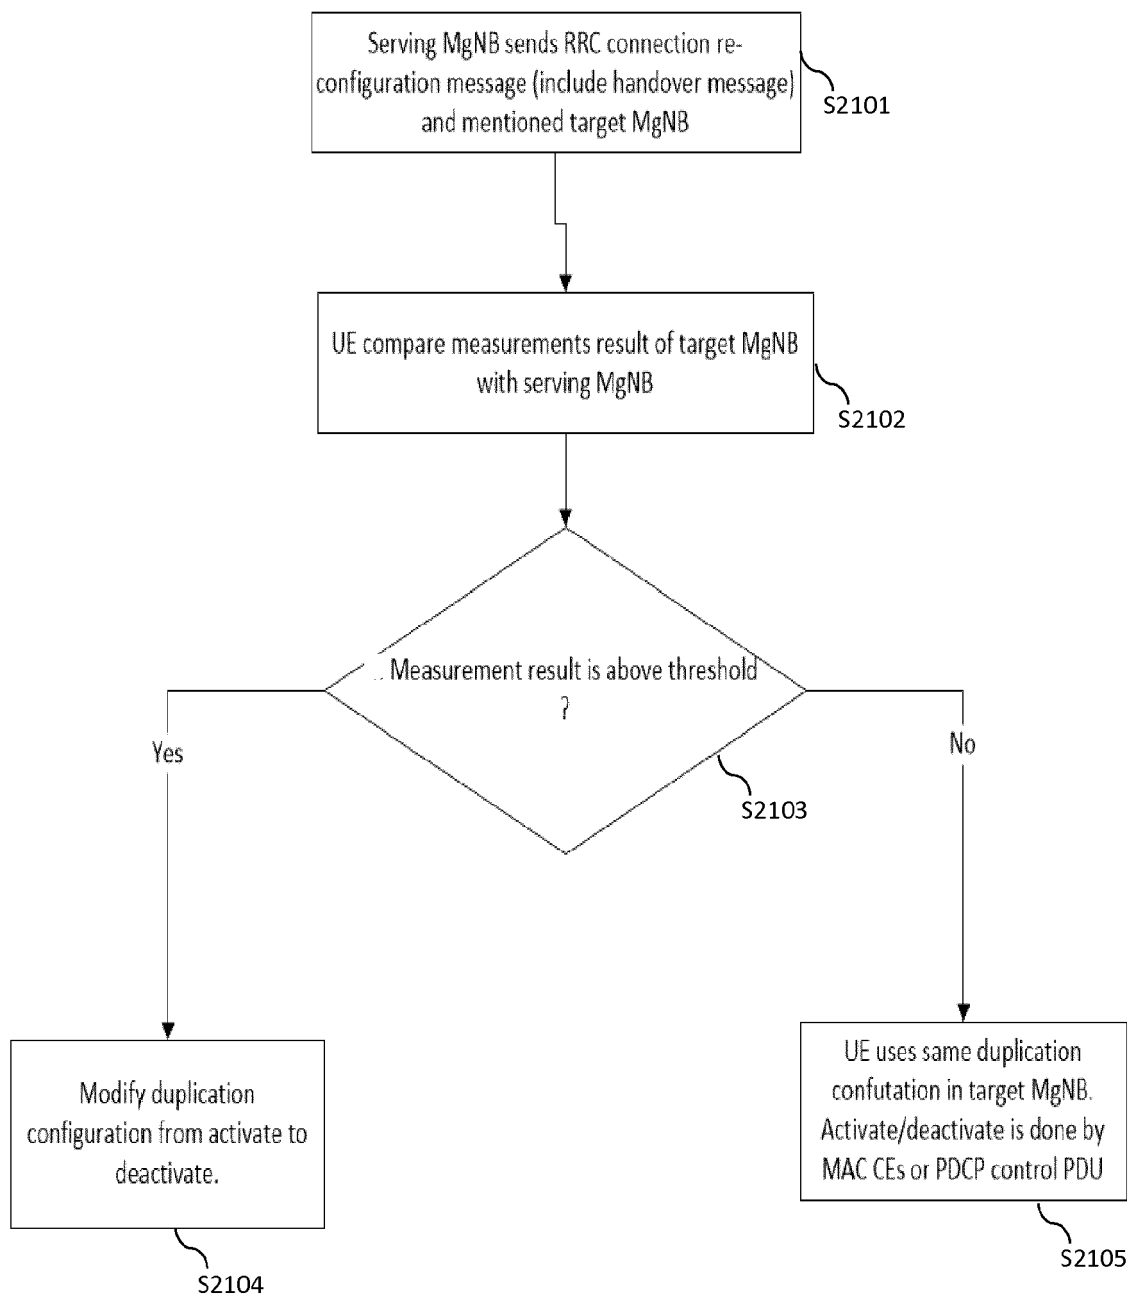 Serving MgNB sends RRC connection re-
configuration message (include handover message)
and mentioned target MgNB
S2101
UE compare measurements result of target MgNB
with serving MgNB
S2102
.. Measurement result is above threshold
?
Yes
No
S2103
Modify duplication
configuration from activate to
deactivate.
S2104
UE uses same duplication
confutation in target MgNB.
Activate/deactivate is done by
MAC CEs or PDCP control PDU
S2105